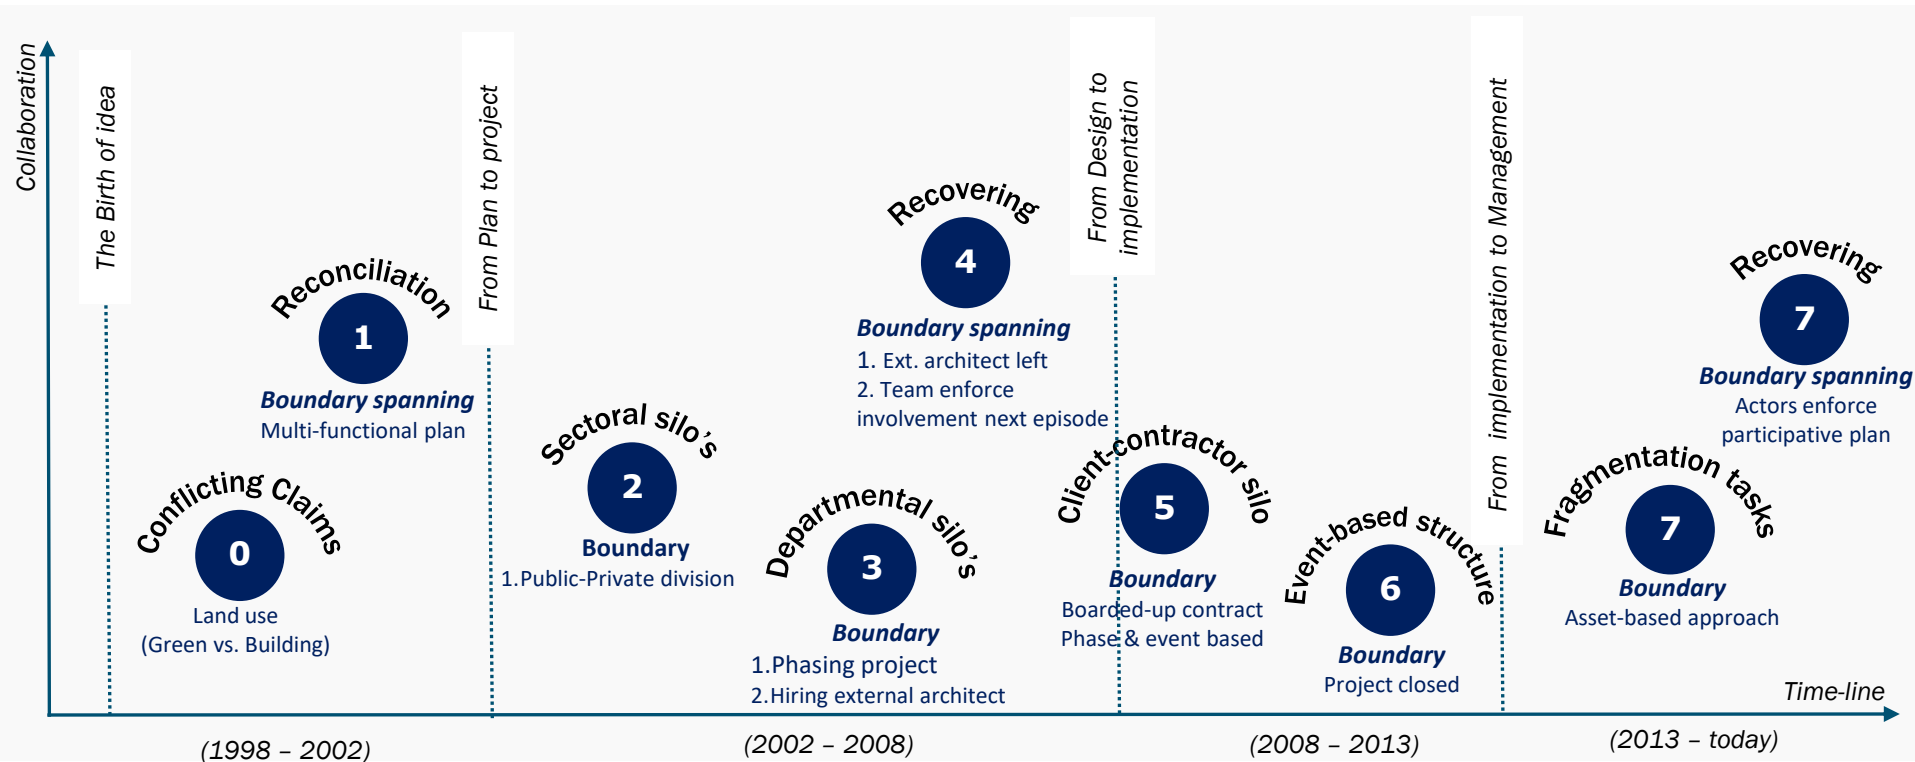 Collaboration
The Birth of idea
Conflicting Claims
0
Land use
(Green vs. Building)
Reconciliation
1
Boundary spanning
Multi-functional plan
From Plan to project
Sectoral silo's
2
Boundary
1.Public-Private division
Departmental silo's
3
Boundary
1.Phasing project
2.Hiring external architect
Recovering
4
Boundary spanning
1. Ext. architect left
2. Team enforce
involvement next episode
From Design to
implementation
Client-contractor silo
5
Boundary
Boarded-up contract
Phase & event based
Event-based structure
6
Boundary
Project closed
From implementation to Management
Fragmentation tasks
7
Boundary
Asset-based approach
Recovering
7
Boundary spanning
Actors enforce
participative plan
Time-line
(1998 – 2002)
(2002 – 2008)
(2008 – 2013)
(2013 – today)